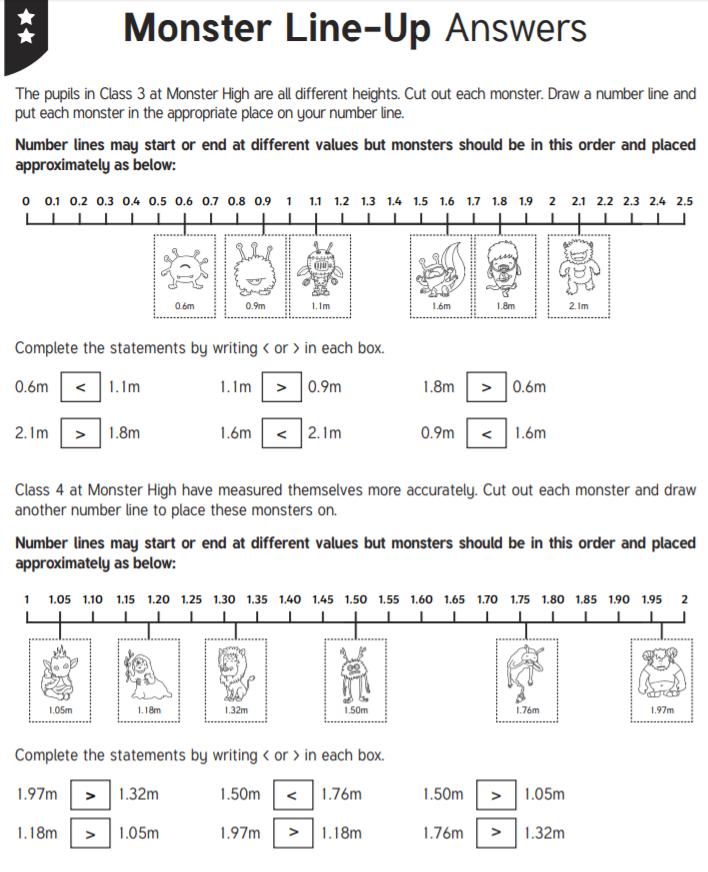 Monster Line-Up Answers
The pupils in Class 3 at Monster High are all different heights. Cut out each monster. Draw a number line and
put each monster in the appropriate place on your number line.
Number lines may start or end at different values but monsters should be in this order and placed
approximately as below:
0 0.1 0.2 0.3 0.4 0.5 0.6 0.7 0.8 0.9 1 1.1 1.2 1.3 1.4 1.5 1.6 1.7 1.8 1.9 2 2.1 2.2 2.3 2.4 2.5
0.6m 0.9m 1.1m 1.6m 1.8m 2.1m
Complete the statements by writing < or > in each box.
0.6m < 1.1m 1.1m > 0.9m 1.8m > 0.6m
2.1m > 1.8m 1.6m < 2.1m 0.9m < 1.6m
Class 4 at Monster High have measured themselves more accurately. Cut out each monster and draw
another number line to place these monsters on.
Number lines may start or end at different values but monsters should be in this order and placed
approximately as below:
1 1.05 1.10 1.15 1.20 1.25 1.30 1.35 1.40 1.45 1.50 1.55 1.60 1.65 1.70 1.75 1.80 1.85 1.90 1.95 2
1.05m 1.18m 1.32m 1.50m 1.76m 1.97m
Complete the statements by writing < or > in each box.
1.97m > 1.32m 1.50m < 1.76m 1.50m > 1.05m
1.18m > 1.05m 1.97m > 1.18m 1.76m > 1.32m